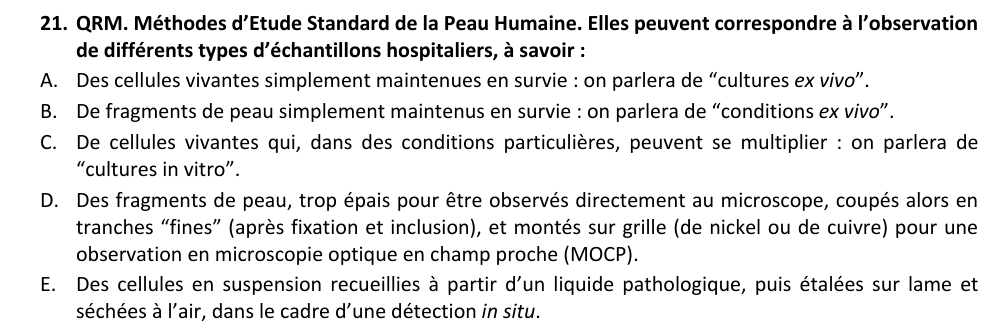 21. QRM. Méthodes d’Etude Standard de la Peau Humaine. Elles peuvent correspondre à l’observation
de différents types d’échantillons hospitaliers, à savoir :
A. Des cellules vivantes simplement maintenues en survie : on parlera de “cultures ex vivo”.
B. De fragments de peau simplement maintenus en survie : on parlera de “conditions ex vivo”.
C. De cellules vivantes qui, dans des conditions particulières, peuvent se multiplier : on parlera de
“cultures in vitro”.
D. Des fragments de peau, trop épais pour être observés directement au microscope, coupés alors en
tranches “fines” (après fixation et inclusion), et montés sur grille (de nickel ou de cuivre) pour une
observation en microscopie optique en champ proche (MOCP).
E. Des cellules en suspension recueillies à partir d’un liquide pathologique, puis étalées sur lame et
séchées à l’air, dans le cadre d’une détection in situ.